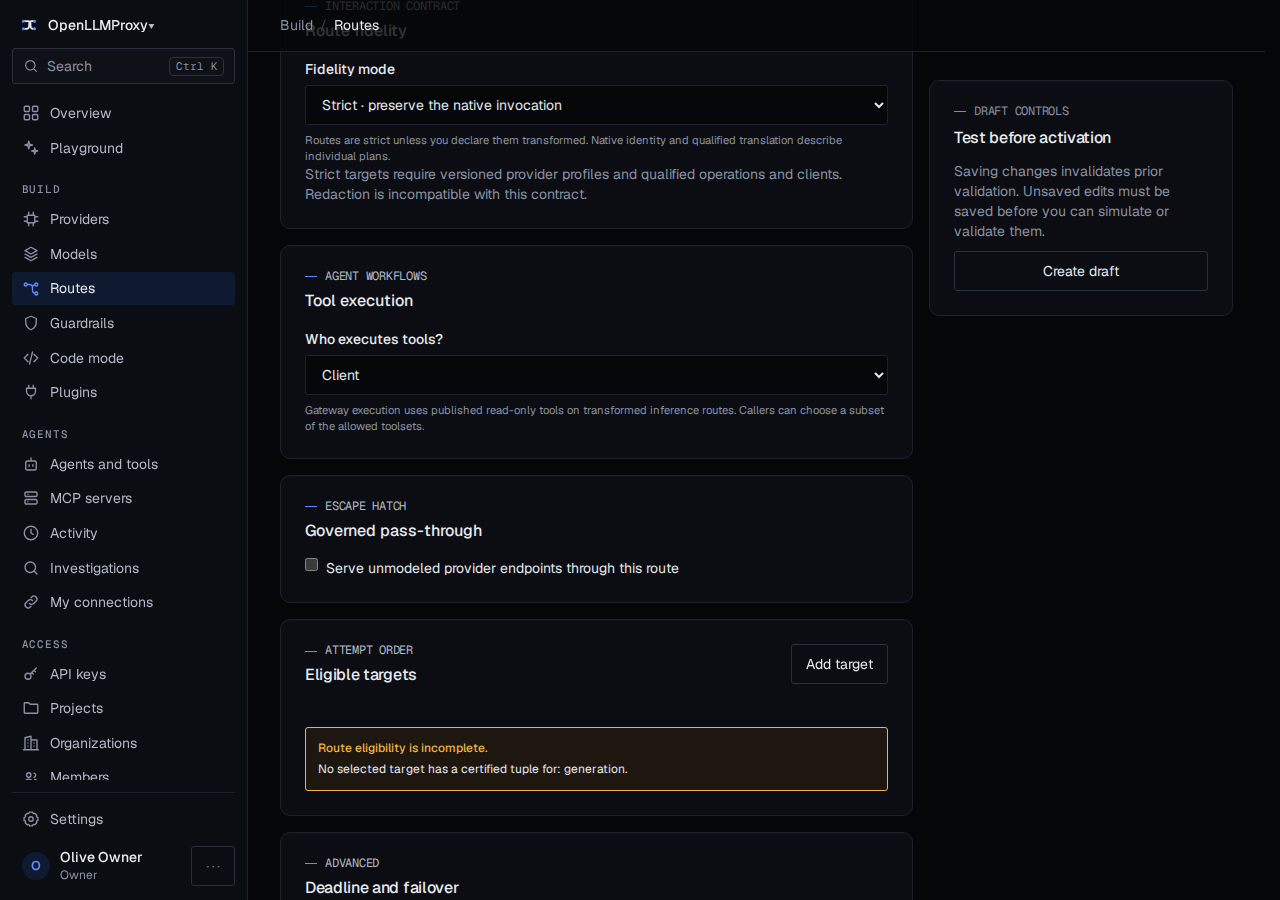 OpenLLMProxy
Search
Ctrl K
Overview
Playground
BUILD
Providers
Models
Routes
Guardrails
Code mode
Plugins
AGENTS
Agents and tools
MCP servers
Activity
Investigations
My connections
ACCESS
API keys
Projects
Organizations
Members
Settings
O
Olive Owner
Owner
...
Build / Routes
INTERACTION CONTRACT
Route fidelity
Fidelity mode
Strict · preserve the native invocation
Routes are strict unless you declare them transformed. Native identity and qualified translation describe
individual plans.
Strict targets require versioned provider profiles and qualified operations and clients.
Redaction is incompatible with this contract.
AGENT WORKFLOWS
Tool execution
Who executes tools?
Client
Gateway execution uses published read-only tools on transformed inference routes. Callers can choose a subset
of the allowed toolsets.
ESCAPE HATCH
Governed pass-through
Serve unmodeled provider endpoints through this route
ATTEMPT ORDER
Eligible targets
Add target
Route eligibility is incomplete.
No selected target has a certified tuple for: generation.
ADVANCED
Deadline and failover
DRAFT CONTROLS
Test before activation
Saving changes invalidates prior
validation. Unsaved edits must be
saved before you can simulate or
validate them.
Create draft